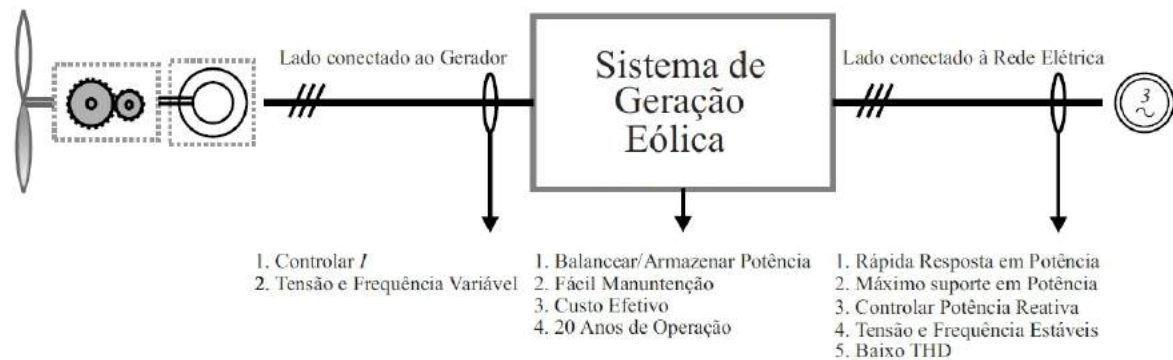 Lado conectado ao Gerador
Sistema de
Geração
Eólica
Lado conectado à Rede Elétrica
3
~
1. Controlar I
2. Tensão e Frequência Variável
1. Balancear/Armazenar Potência
2. Fácil Manuntenção
3. Custo Efetivo
4. 20 Anos de Operação
1. Rápida Resposta em Potência
2. Máximo suporte em Potência
3. Controlar Potência Reativa
4. Tensão e Frequência Estáveis
5. Baixo THD